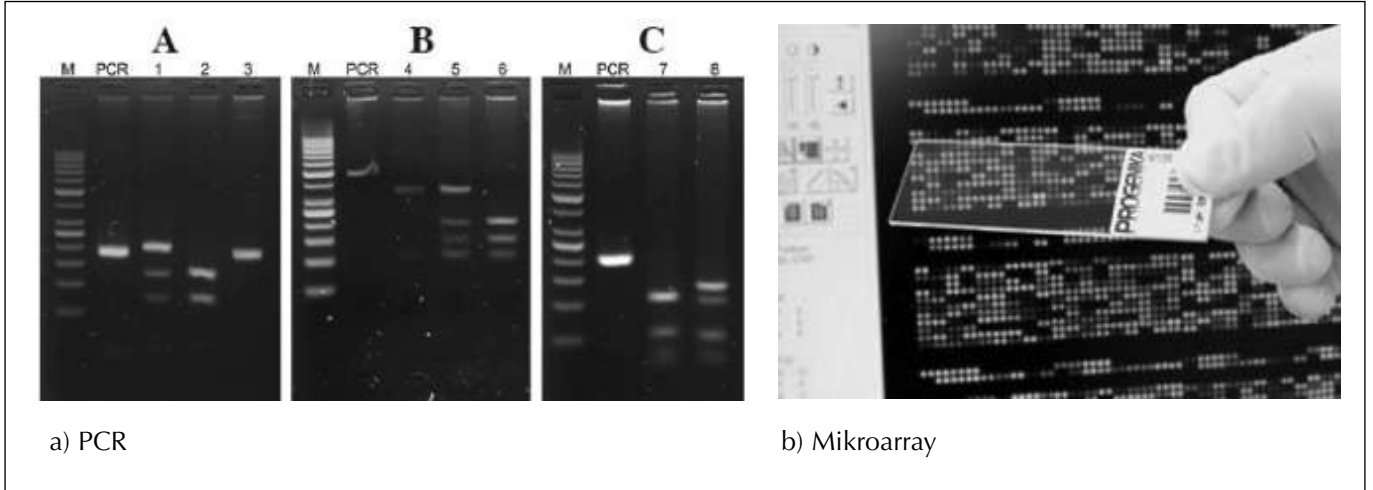 A B C
M PCR 1 2 3 M PCR 4 5 6 M PCR 7 8
PROGENIKA
a) PCR
b) Mikroarray